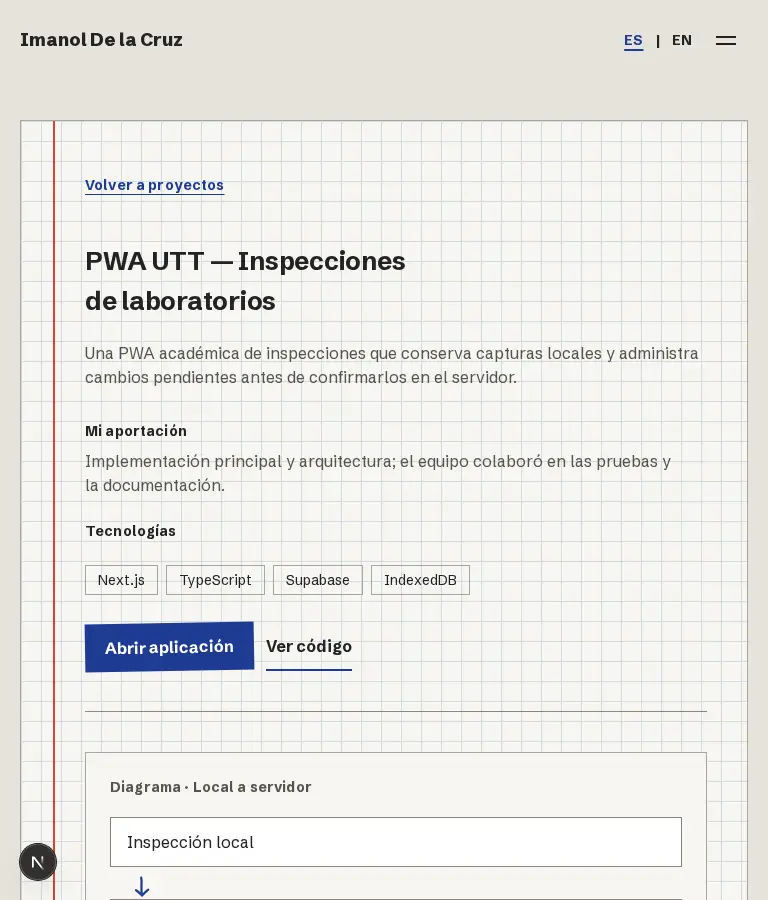 Imanol De la Cruz
ES | EN
Volver a proyectos
PWA UTT — Inspecciones
de laboratorios
Una PWA académica de inspecciones que conserva capturas locales y administra
cambios pendientes antes de confirmarlos en el servidor.
Mi aportación
Implementación principal y arquitectura; el equipo colaboró en las pruebas y
la documentación.
Tecnologías
Next.js TypeScript Supabase IndexedDB
Abrir aplicación Ver código
Diagrama · Local a servidor
Inspección local
N